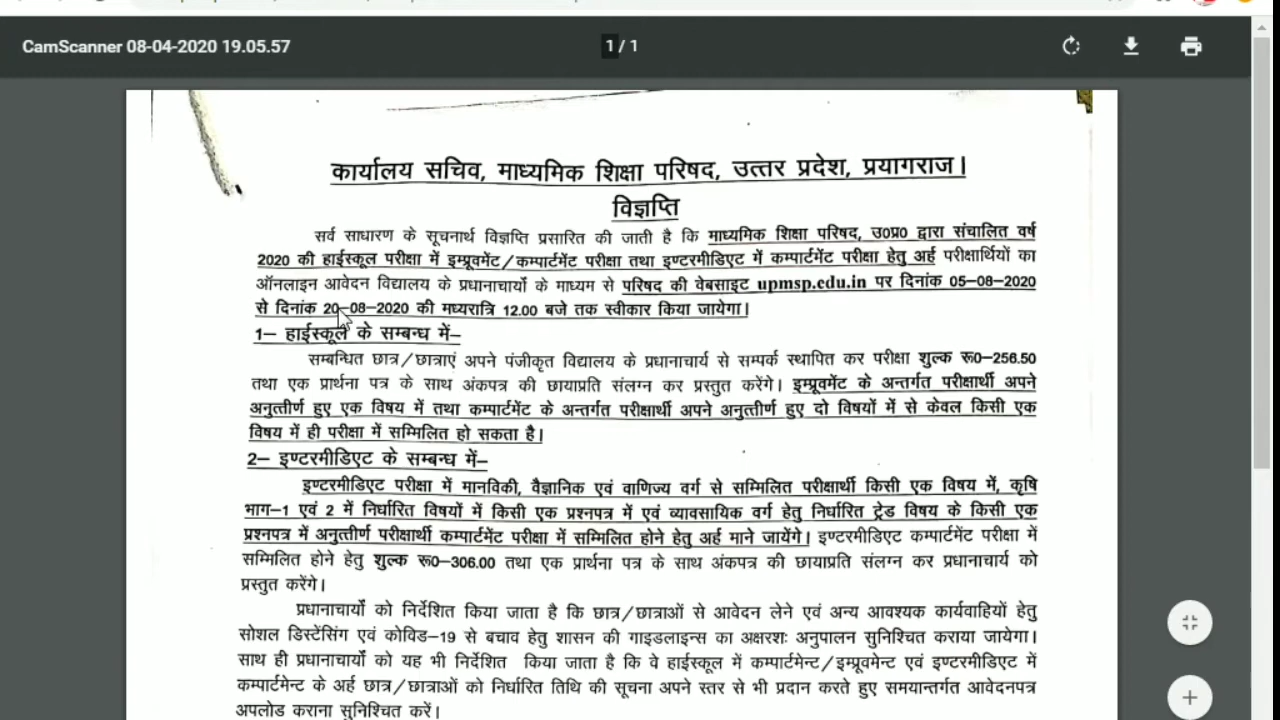 CamScanner 08-04-2020 19.05.57
1 / 1
कार्यालय सचिव, माध्यमिक शिक्षा परिषद, उत्तर प्रदेश, प्रयागराज।
विज्ञप्ति
सर्व साधारण के सूचनार्थ विज्ञप्ति प्रसारित की जाती है कि माध्यमिक शिक्षा परिषद, उ0प्र0 द्वारा संचालित वर्ष
2020 की हाईस्कूल परीक्षा में इम्प्रूवमेंट/कम्पार्टमेंट परीक्षा तथा इण्टरमीडिएट में कम्पार्टमेंट परीक्षा हेतु अर्ह परीक्षार्थियों का
ऑनलाइन आवेदन विद्यालय के प्रधानाचार्यों के माध्यम से परिषद की वेबसाइट upmsp.edu.in पर दिनांक 05-08-2020
से दिनांक 20-08-2020 की मध्यरात्रि 12.00 बजे तक स्वीकार किया जायेगा।
1– हाईस्कूल के सम्बन्ध में–
सम्बन्धित छात्र/छात्राएं अपने पंजीकृत विद्यालय के प्रधानाचार्य से सम्पर्क स्थापित कर परीक्षा शुल्क रू0–256.50
तथा एक प्रार्थना पत्र के साथ अंकपत्र की छायाप्रति संलग्न कर प्रस्तुत करेंगे। इम्प्रूवमेंट के अन्तर्गत परीक्षार्थी अपने
अनुत्तीर्ण हुए एक विषय में तथा कम्पार्टमेंट के अन्तर्गत परीक्षार्थी अपने अनुत्तीर्ण हुए दो विषयों में से केवल किसी एक
विषय में ही परीक्षा में सम्मिलित हो सकता है।
2– इण्टरमीडिएट के सम्बन्ध में–
इण्टरमीडिएट परीक्षा में मानविकी, वैज्ञानिक एवं वाणिज्य वर्ग से सम्मिलित परीक्षार्थी किसी एक विषय में, कृषि
भाग–1 एवं 2 में निर्धारित विषयों में किसी एक प्रश्नपत्र में एवं व्यावसायिक वर्ग हेतु निर्धारित ट्रेड विषय के किसी एक
प्रश्नपत्र में अनुत्तीर्ण परीक्षार्थी कम्पार्टमेंट परीक्षा में सम्मिलित होने हेतु अर्ह माने जायेंगे। इण्टरमीडिएट कम्पार्टमेंट परीक्षा में
सम्मिलित होने हेतु शुल्क रू0–306.00 तथा एक प्रार्थना पत्र के साथ अंकपत्र की छायाप्रति संलग्न कर प्रधानाचार्य को
प्रस्तुत करेंगे।
प्रधानाचार्यों को निर्देशित किया जाता है कि छात्र/छात्राओं से आवेदन लेने एवं अन्य आवश्यक कार्यवाहियों हेतु
सोशल डिस्टेंसिंग एवं कोविड–19 से बचाव हेतु शासन की गाइडलाइन्स का अक्षरशः अनुपालन सुनिश्चित कराया जायेगा।
साथ ही प्रधानाचार्यों को यह भी निर्देशित किया जाता है कि वे हाईस्कूल में कम्पार्टमेन्ट/इम्प्रूवमेन्ट एवं इण्टरमीडिएट में
कम्पार्टमेन्ट के अर्ह छात्र/छात्राओं को निर्धारित तिथि की सूचना अपने स्तर से भी प्रदान करते हुए समयान्तर्गत आवेदनपत्र
अपलोड कराना सुनिश्चित करें।